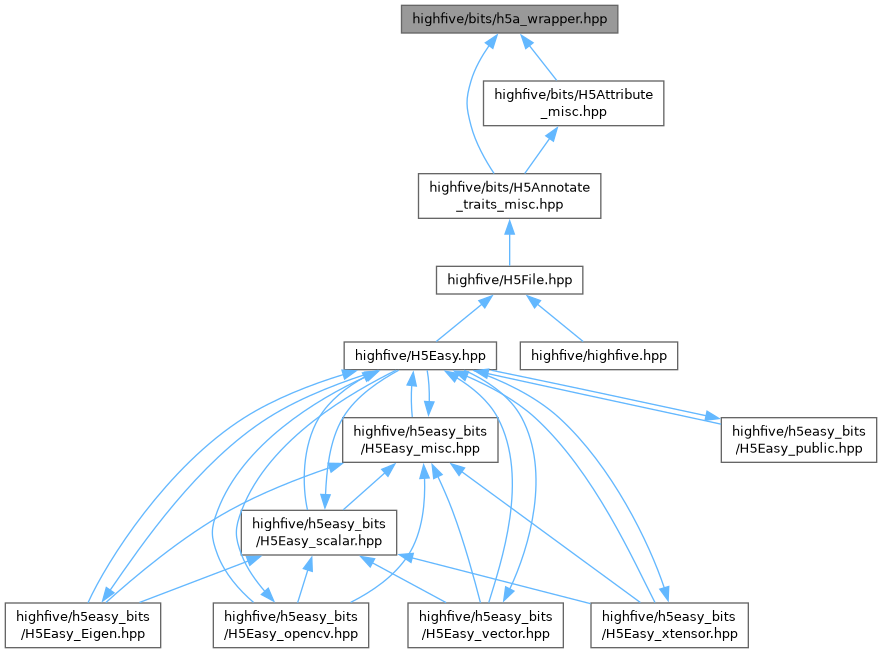 highfive/bits/h5a_wrapper.hpp
highfive/bits/H5Attribute
_misc.hpp
highfive/bits/H5Annotate
_traits_misc.hpp
highfive/H5File.hpp
highfive/H5Easy.hpp
highfive/highfive.hpp
highfive/h5easy_bits
/H5Easy_misc.hpp
highfive/h5easy_bits
/H5Easy_public.hpp
highfive/h5easy_bits
/H5Easy_scalar.hpp
highfive/h5easy_bits
/H5Easy_Eigen.hpp
highfive/h5easy_bits
/H5Easy_opencv.hpp
highfive/h5easy_bits
/H5Easy_vector.hpp
highfive/h5easy_bits
/H5Easy_xtensor.hpp